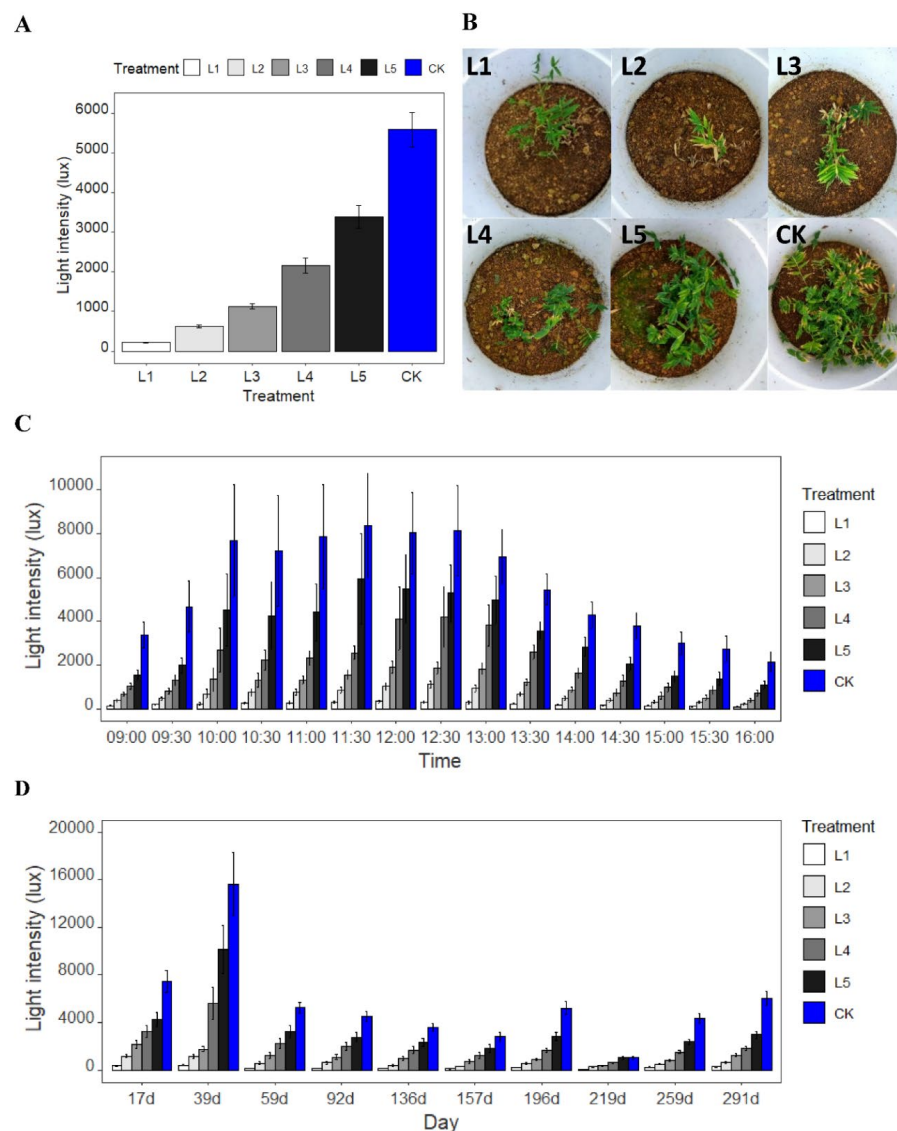 A
Treatment L1 L2 L3 L4 L5 CK
Light intensity (lux)
6000
5000
4000
3000
2000
1000
0
L1 L2 L3 L4 L5 CK
Treatment
B
L1 L2 L3
L4 L5 CK
C
Light intensity (lux)
10000
8000
6000
4000
2000
0
09:00 09:30 10:00 10:30 11:00 11:30 12:00 12:30 13:00 13:30 14:00 14:30 15:00 15:30 16:00
Time
Treatment
L1
L2
L3
L4
L5
CK
D
Light intensity (lux)
20000
16000
12000
8000
4000
0
17d 39d 59d 92d 136d 157d 196d 219d 259d 291d
Day
Treatment
L1
L2
L3
L4
L5
CK